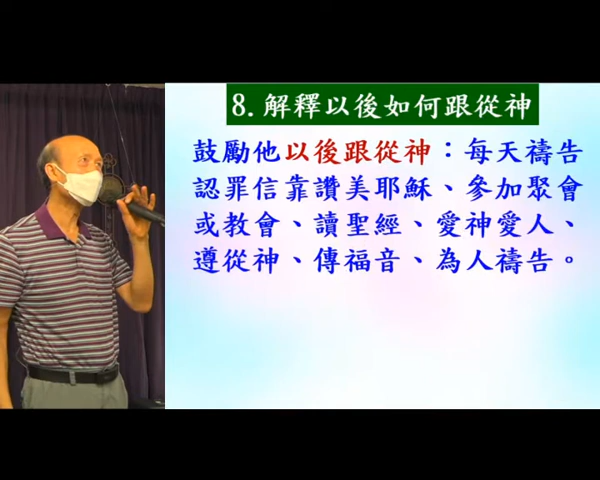 8.解釋以後如何跟從神
鼓勵他以後跟從神：每天禱告
認罪信靠讚美耶穌、參加聚會
或教會、讀聖經、愛神愛人、
遵從神、傳福音、為人禱告。